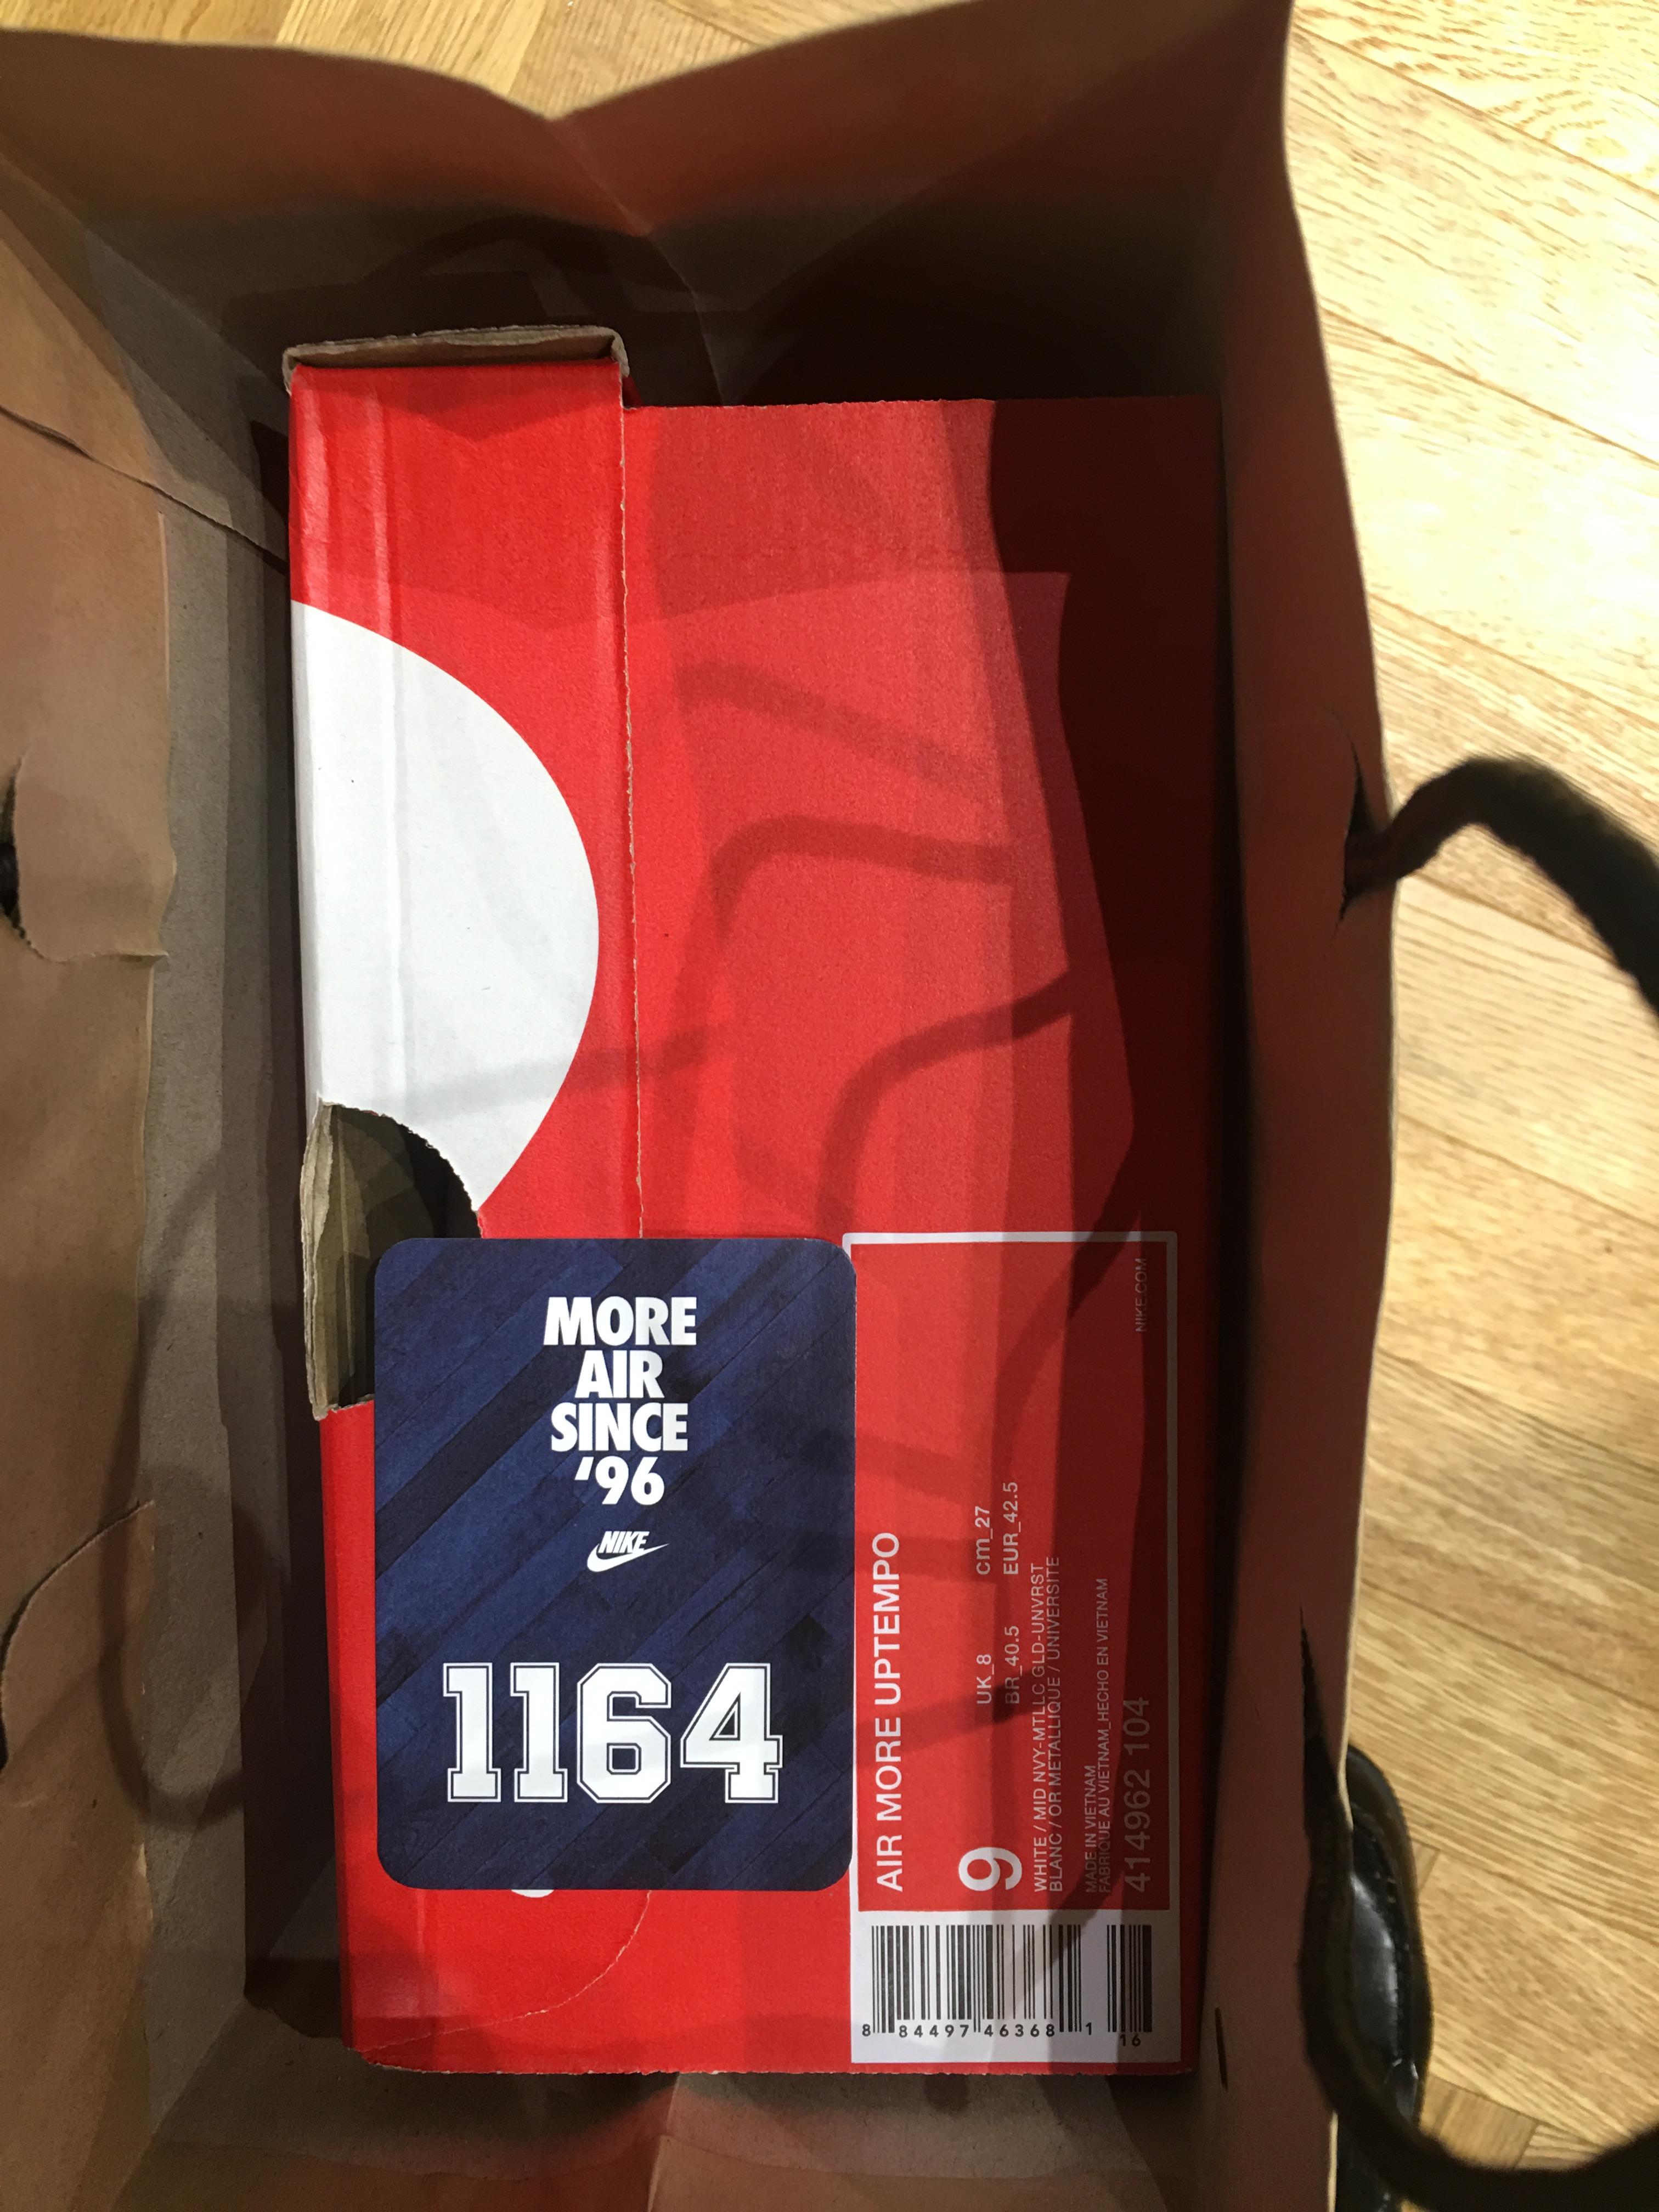 MORE
AIR
SINCE
'96
NIKE
1164
AIR MORE UPTEMPO
9
UK_8 cm_27
BR_40.5 EUR_42.5
WHITE / MID NVY-MTLLC GLD-UNVRST
BLANC / OR METALLIQUE / UNIVERSITE
MADE IN VIETNAM
FABRIQUE AU VIETNAM_HECHO EN VIETNAM
414962 104
NIKE.COM
8 84497 46368 1 16